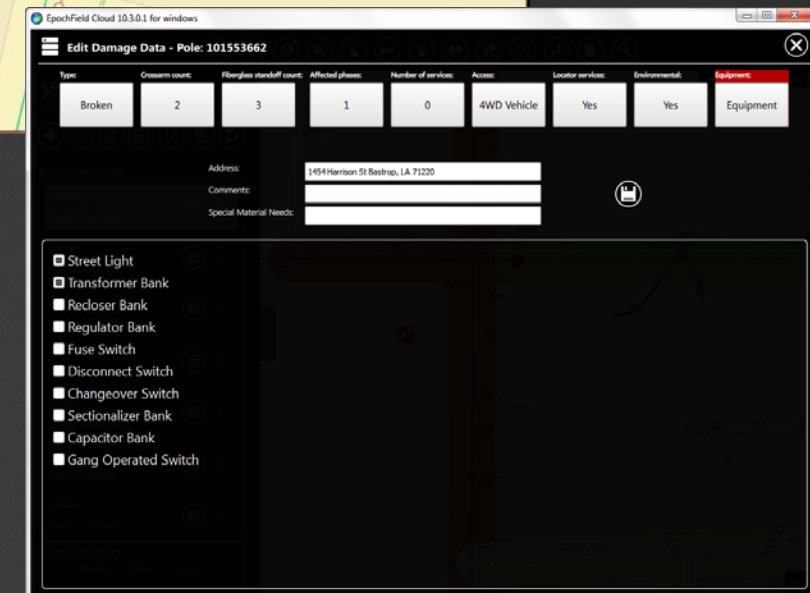 EpochField Cloud 10.3.0.1 for windows
Edit Damage Data - Pole: 101553662
Type: Crossarm count: Fiberglass standoff count: Affected phases: Number of services: Access: Locator services: Environmental: Equipment:
Broken 2 3 1 0 4WD Vehicle Yes Yes Equipment
Address: 1454 Harrison St Bastrop, LA 71220
Comments:
Special Material Needs:
Street Light
Transformer Bank
Recloser Bank
Regulator Bank
Fuse Switch
Disconnect Switch
Changeover Switch
Sectionalizer Bank
Capacitor Bank
Gang Operated Switch